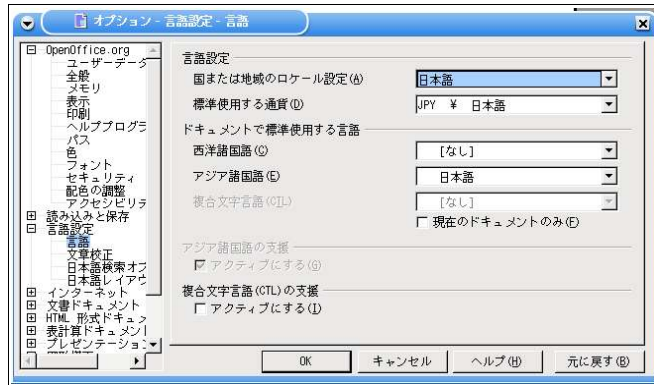 オプション - 言語設定 - 言語
OpenOffice.org
ユーザーデータ
全般
メモリ
表示
印刷
ヘルププログラ
パス
色
フォント
セキュリティ
配色の調整
アクセシビリテ
読み込みと保存
言語設定
言語
文章校正
日本語検索オプ
日本語レイアウ
インターネット
文書ドキュメント
HTML 形式ドキュメ
表計算ドキュメント
プレゼンテーション
言語設定
国または地域のロケール設定(A) 日本語
標準使用する通貨(D) JPY ¥ 日本語
ドキュメントで標準使用する言語
西洋諸国語(C) [なし]
アジア諸国語(E) 日本語
複合文字言語(CTL) [なし]
現在のドキュメントのみ(F)
アジア諸国語の支援
アクティブにする(G)
複合文字言語(CTL)の支援
アクティブにする(I)
OK キャンセル ヘルプ(H) 元に戻す(B)